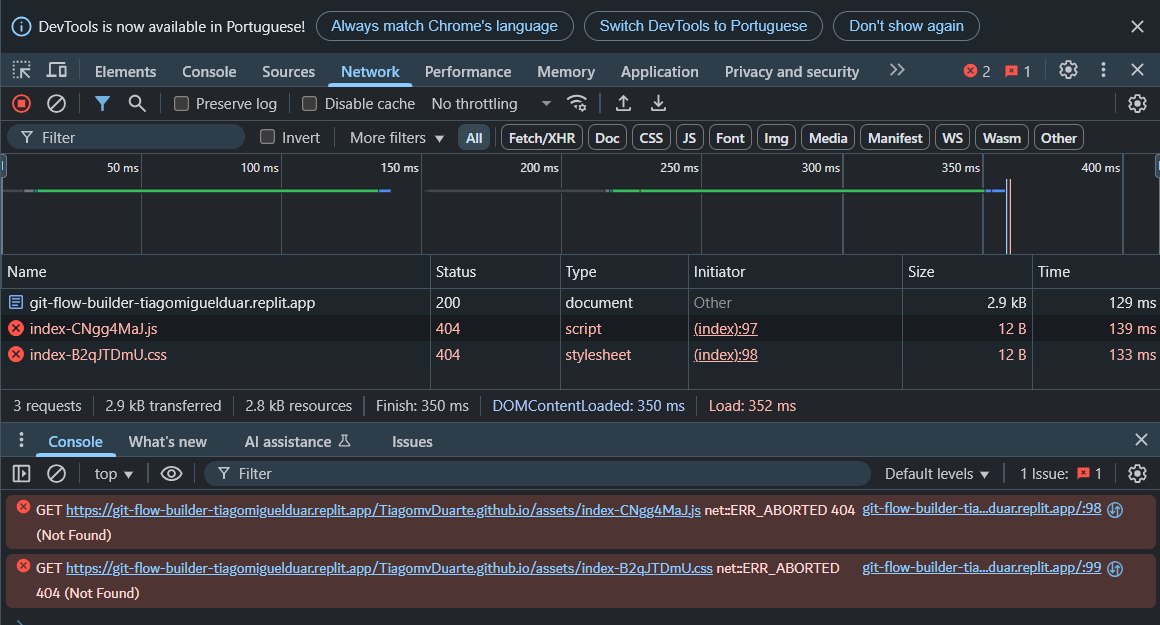 DevTools is now available in Portuguese! Always match Chrome's language Switch DevTools to Portuguese Don't show again
Elements Console Sources Network Performance Memory Application Privacy and security 2 1
Preserve log Disable cache No throttling
Filter Invert More filters All Fetch/XHR Doc CSS JS Font Img Media Manifest WS Wasm Other
50 ms 100 ms 150 ms 200 ms 250 ms 300 ms 350 ms 400 ms
Name Status Type Initiator Size Time
git-flow-builder-tiagomiguelduar.replit.app 200 document Other 2.9 kB 129 ms
index-CNgg4MaJ.js 404 script (index):97 12 B 139 ms
index-B2qJTDmU.css 404 stylesheet (index):98 12 B 133 ms
3 requests 2.9 kB transferred 2.8 kB resources Finish: 350 ms DOMContentLoaded: 350 ms Load: 352 ms
Console What's new AI assistance Issues
top Filter Default levels 1 Issue: 1
GET https://git-flow-builder-tiagomiguelduar.replit.app/TiagomvDuarte.github.io/assets/index-CNgg4MaJ.js net::ERR_ABORTED 404 git-flow-builder-tia...duar.replit.app/:98
(Not Found)
GET https://git-flow-builder-tiagomiguelduar.replit.app/TiagomvDuarte.github.io/assets/index-B2qJTDmU.css net::ERR_ABORTED git-flow-builder-tia...duar.replit.app/:99
404 (Not Found)